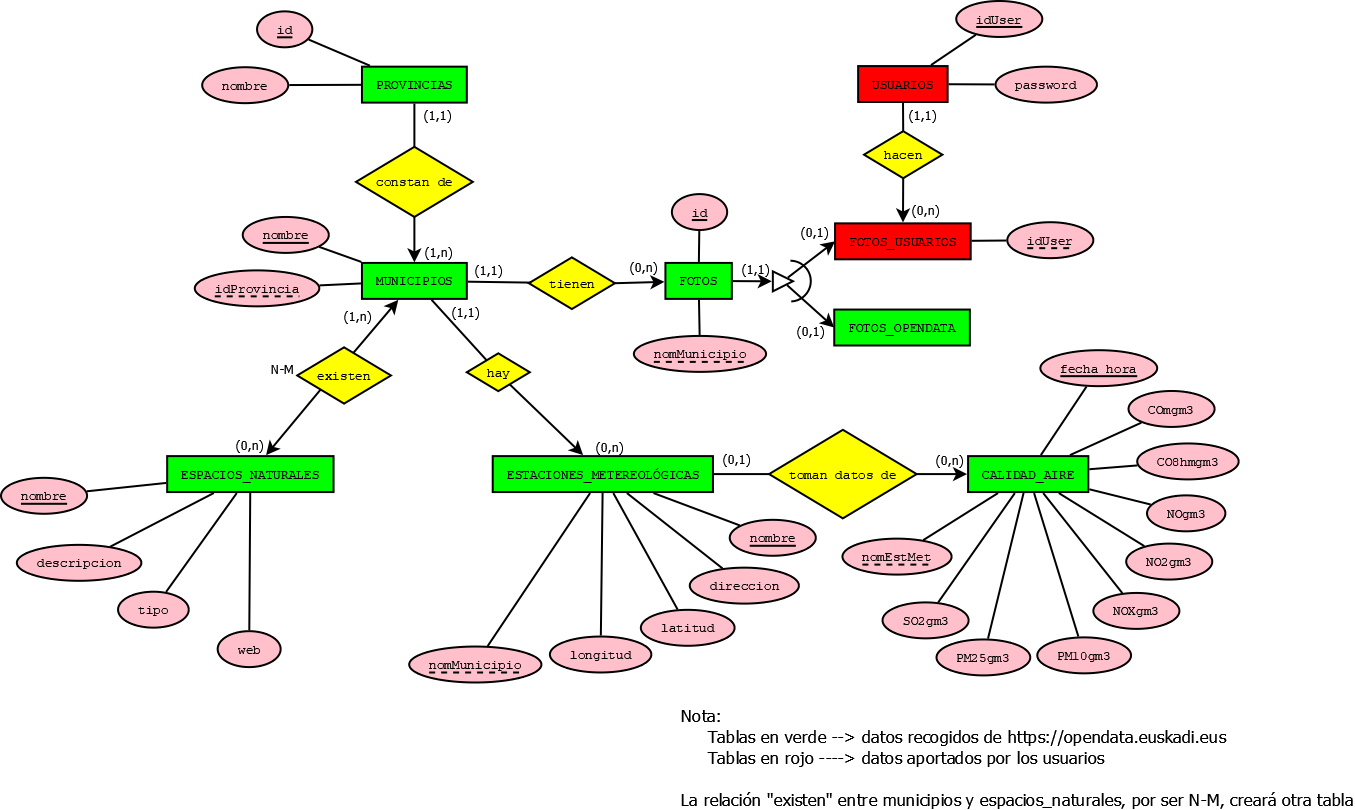 id
idUser
nombre
PROVINCIAS
USUARIOS
password
(1,1)
(1,1)
hacen
constan de
id
(0,n)
nombre
(0,1)
FOTOS_USUARIOS
idUser
(1,n)
MUNICIPIOS
(1,1)
tienen
(0,n)
FOTOS
(1,1)
idProvincia
(1,n)
(1,1)
(0,1)
FOTOS_OPENDATA
nomMunicipio
N-M
existen
hay
fecha_hora
COmgm3
(0,n)
(0,n)
(0,1)
(0,n)
CO8hmgm3
ESPACIOS_NATURALES
ESTACIONES_METEREOLÓGICAS
toman datos de
CALIDAD_AIRE
nombre
NOgm3
nombre
descripcion
nomEstMet
NO2gm3
direccion
tipo
NOXgm3
latitud
SO2gm3
web
longitud
nomMunicipio
PM25gm3
PM10gm3
Nota:
Tablas en verde --> datos recogidos de https://opendata.euskadi.eus
Tablas en rojo ----> datos aportados por los usuarios
La relación "existen" entre municipios y espacios_naturales, por ser N-M, creará otra tabla